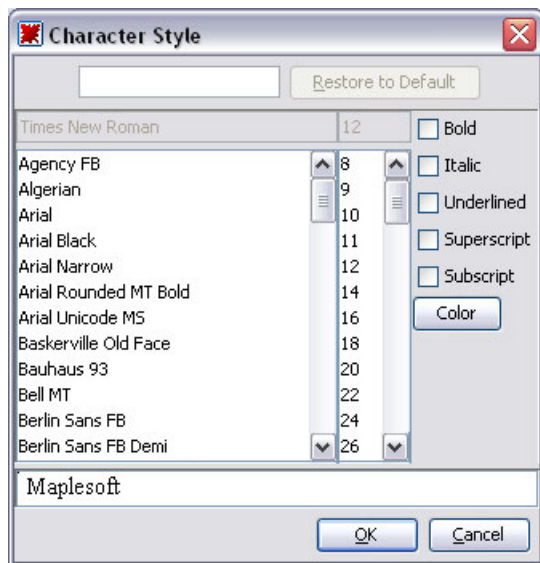 Character Style
Restore to Default
Times New Roman
12
Bold
Italic
Underlined
Superscript
Subscript
Color
Agency FB
Algerian
Arial
Arial Black
Arial Narrow
Arial Rounded MT Bold
Arial Unicode MS
Baskerville Old Face
Bauhaus 93
Bell MT
Berlin Sans FB
Berlin Sans FB Demi
8
9
10
11
12
14
16
18
20
22
24
26
Maplesoft
OK
Cancel